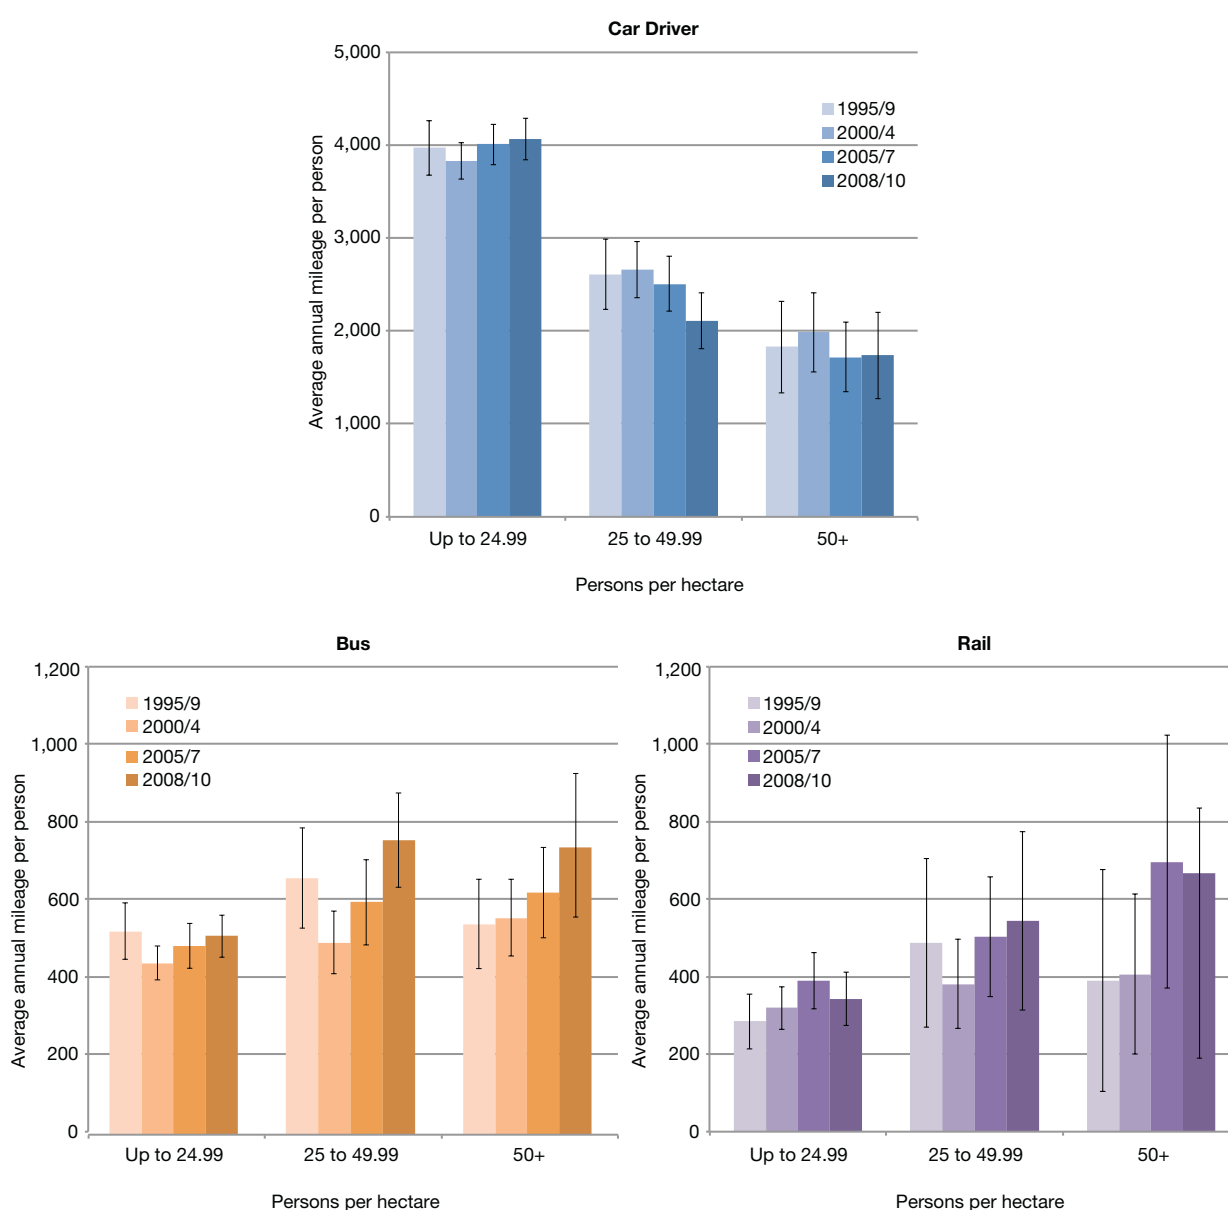 Car Driver
Average annual mileage per person
5,000
4,000
3,000
2,000
1,000
0
1995/9
2000/4
2005/7
2008/10
Up to 24.99
25 to 49.99
50+
Persons per hectare
Bus
Average annual mileage per person
1,200
1,000
800
600
400
200
0
1995/9
2000/4
2005/7
2008/10
Up to 24.99
25 to 49.99
50+
Persons per hectare
Rail
Average annual mileage per person
1,200
1,000
800
600
400
200
0
1995/9
2000/4
2005/7
2008/10
Up to 24.99
25 to 49.99
50+
Persons per hectare